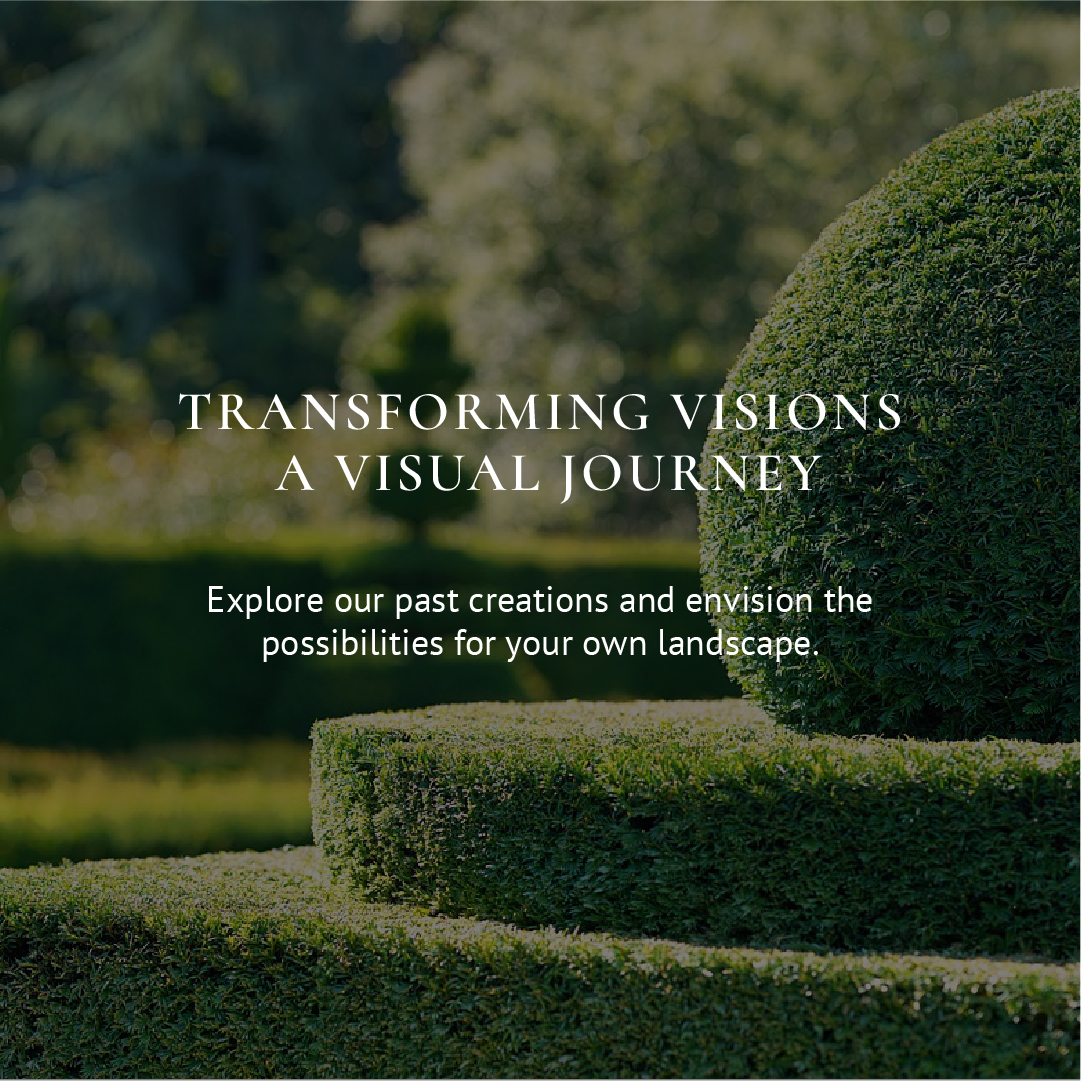 TRANSFORMING VISIONS
A VISUAL JOURNEY
Explore our past creations and envision the
possibilities for your own landscape.